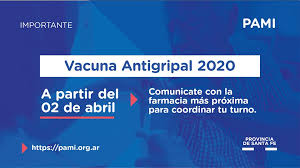 IMPORTANTE
PAMI
Vacuna Antigripal 2020
A partir del
02 de abril
Comunicate con la
farmacia más próxima
para coordinar tu turno.
https://pami.org.ar
PROVINCIA
DE SANTA FE